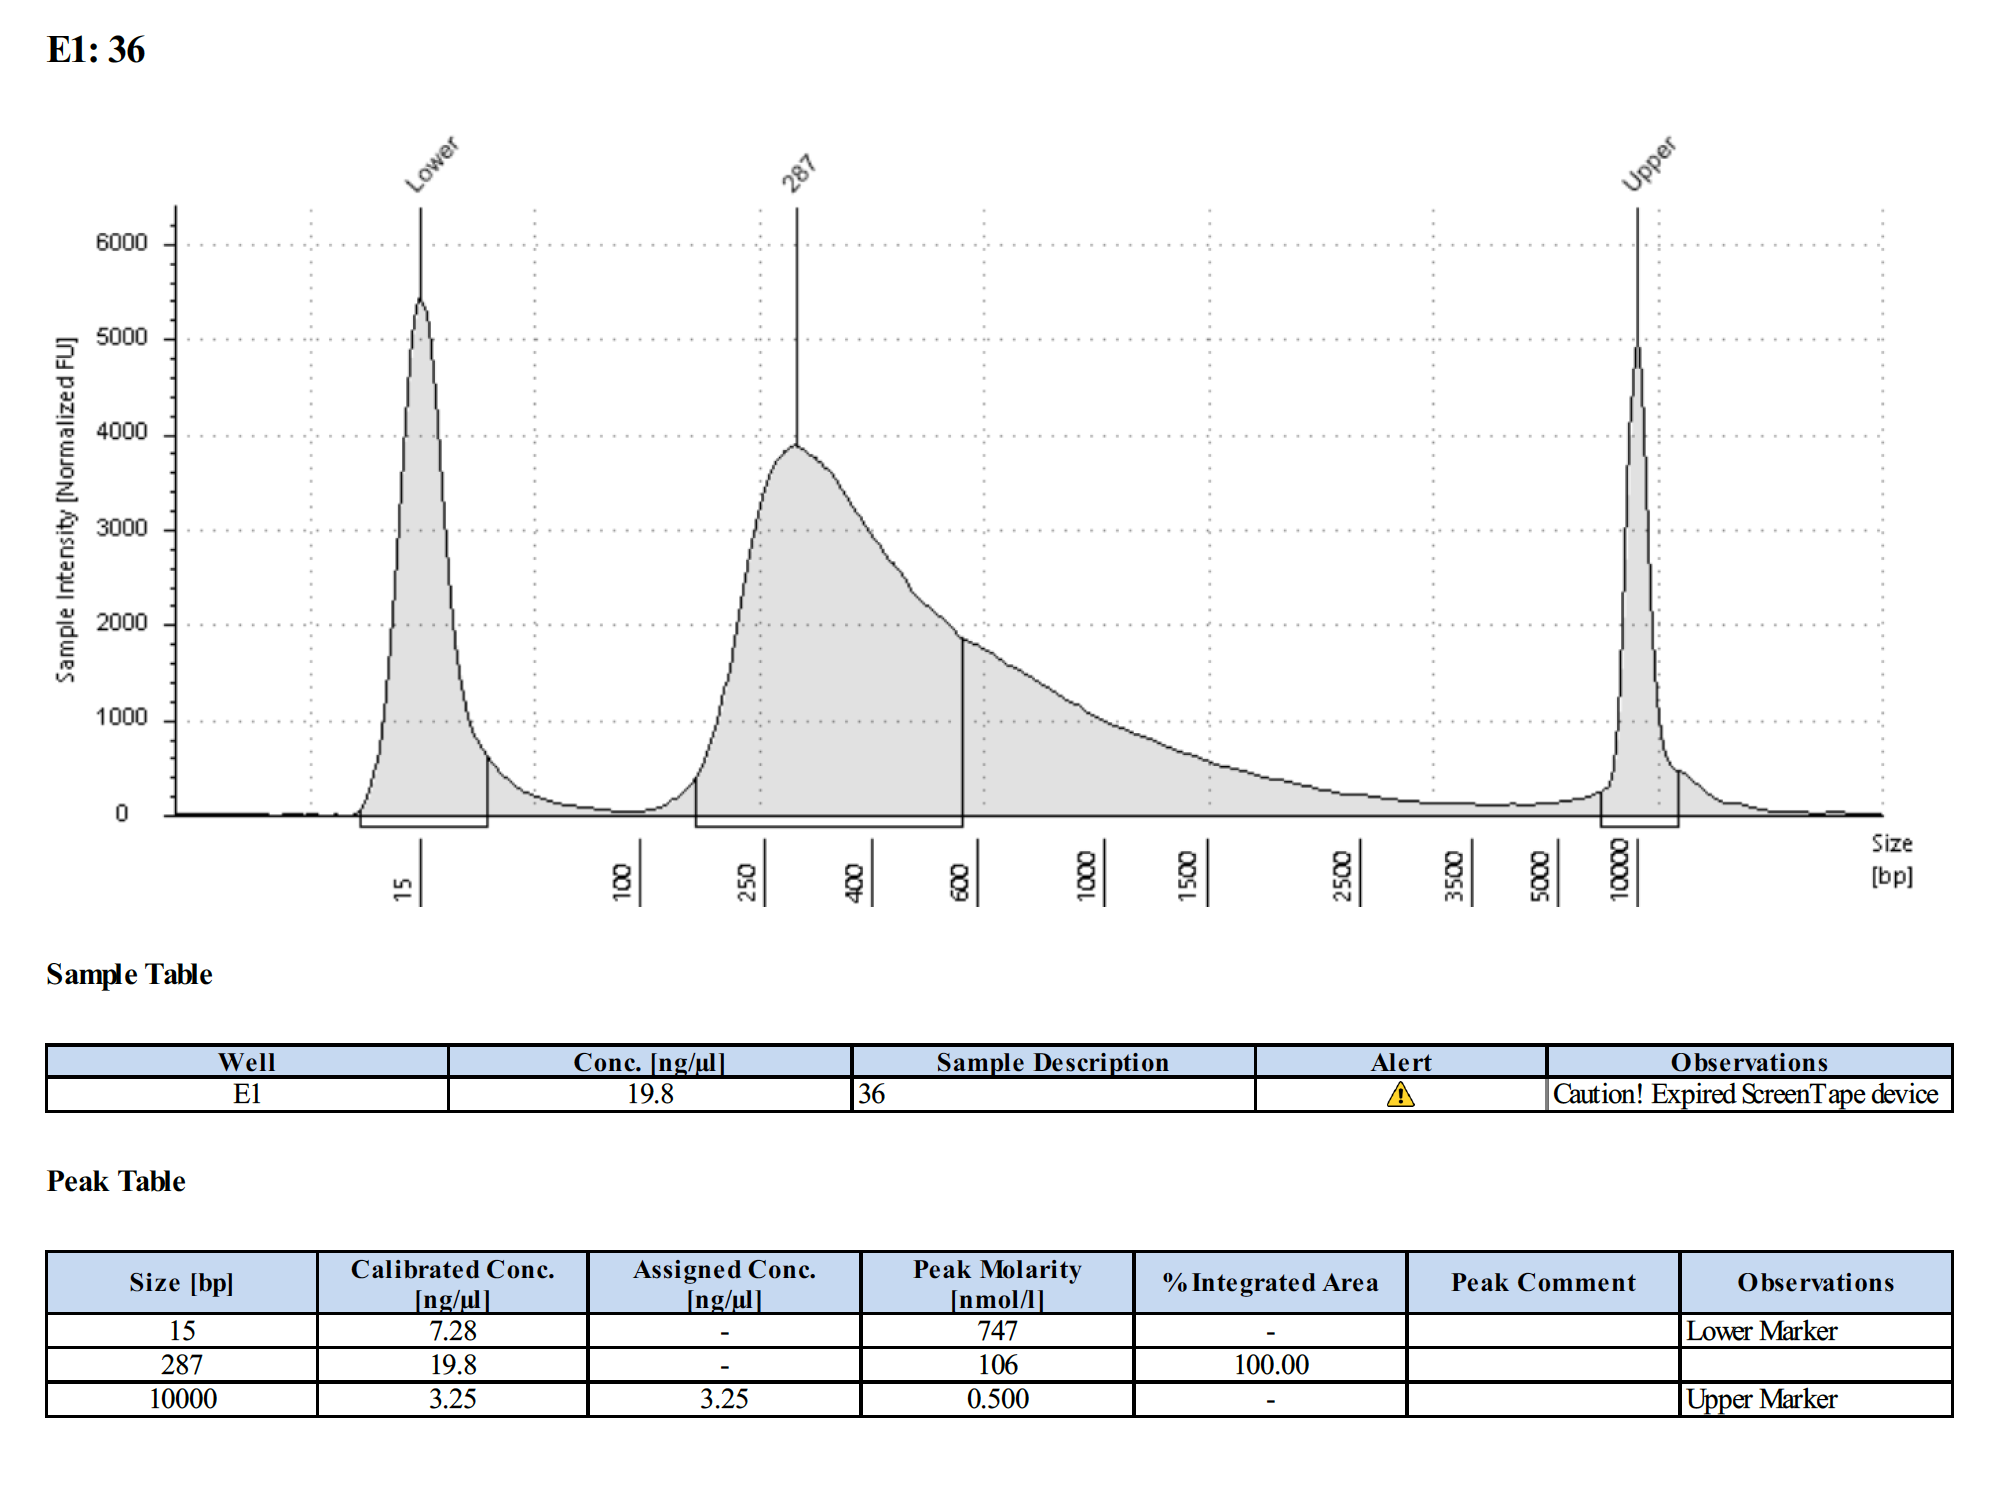 E1: 36
Lower
287
Upper
Sample Intensity [Normalized FU]
6000
5000
4000
3000
2000
1000
0
Size
[bp]
15
100
250
400
600
1000
1500
2500
3500
5000
10000
Sample Table
Well Conc. [ng/µl] Sample Description Alert Observations
E1 19.8 36 Caution! Expired ScreenTape device
Peak Table
Size [bp] Calibrated Conc. [ng/µl] Assigned Conc. [ng/µl] Peak Molarity [nmol/l] % Integrated Area Peak Comment Observations
15 7.28 - 747 - Lower Marker
287 19.8 - 106 100.00
10000 3.25 3.25 0.500 - Upper Marker